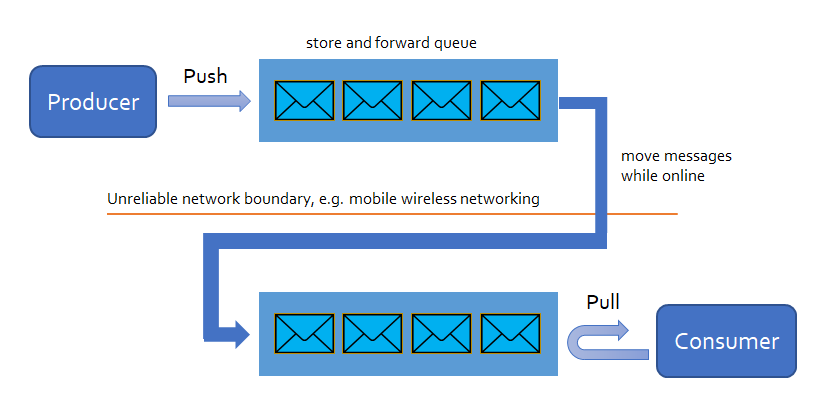 store and forward queue
Producer
Push
move messages
while online
Unreliable network boundary, e.g. mobile wireless networking
Pull
Consumer